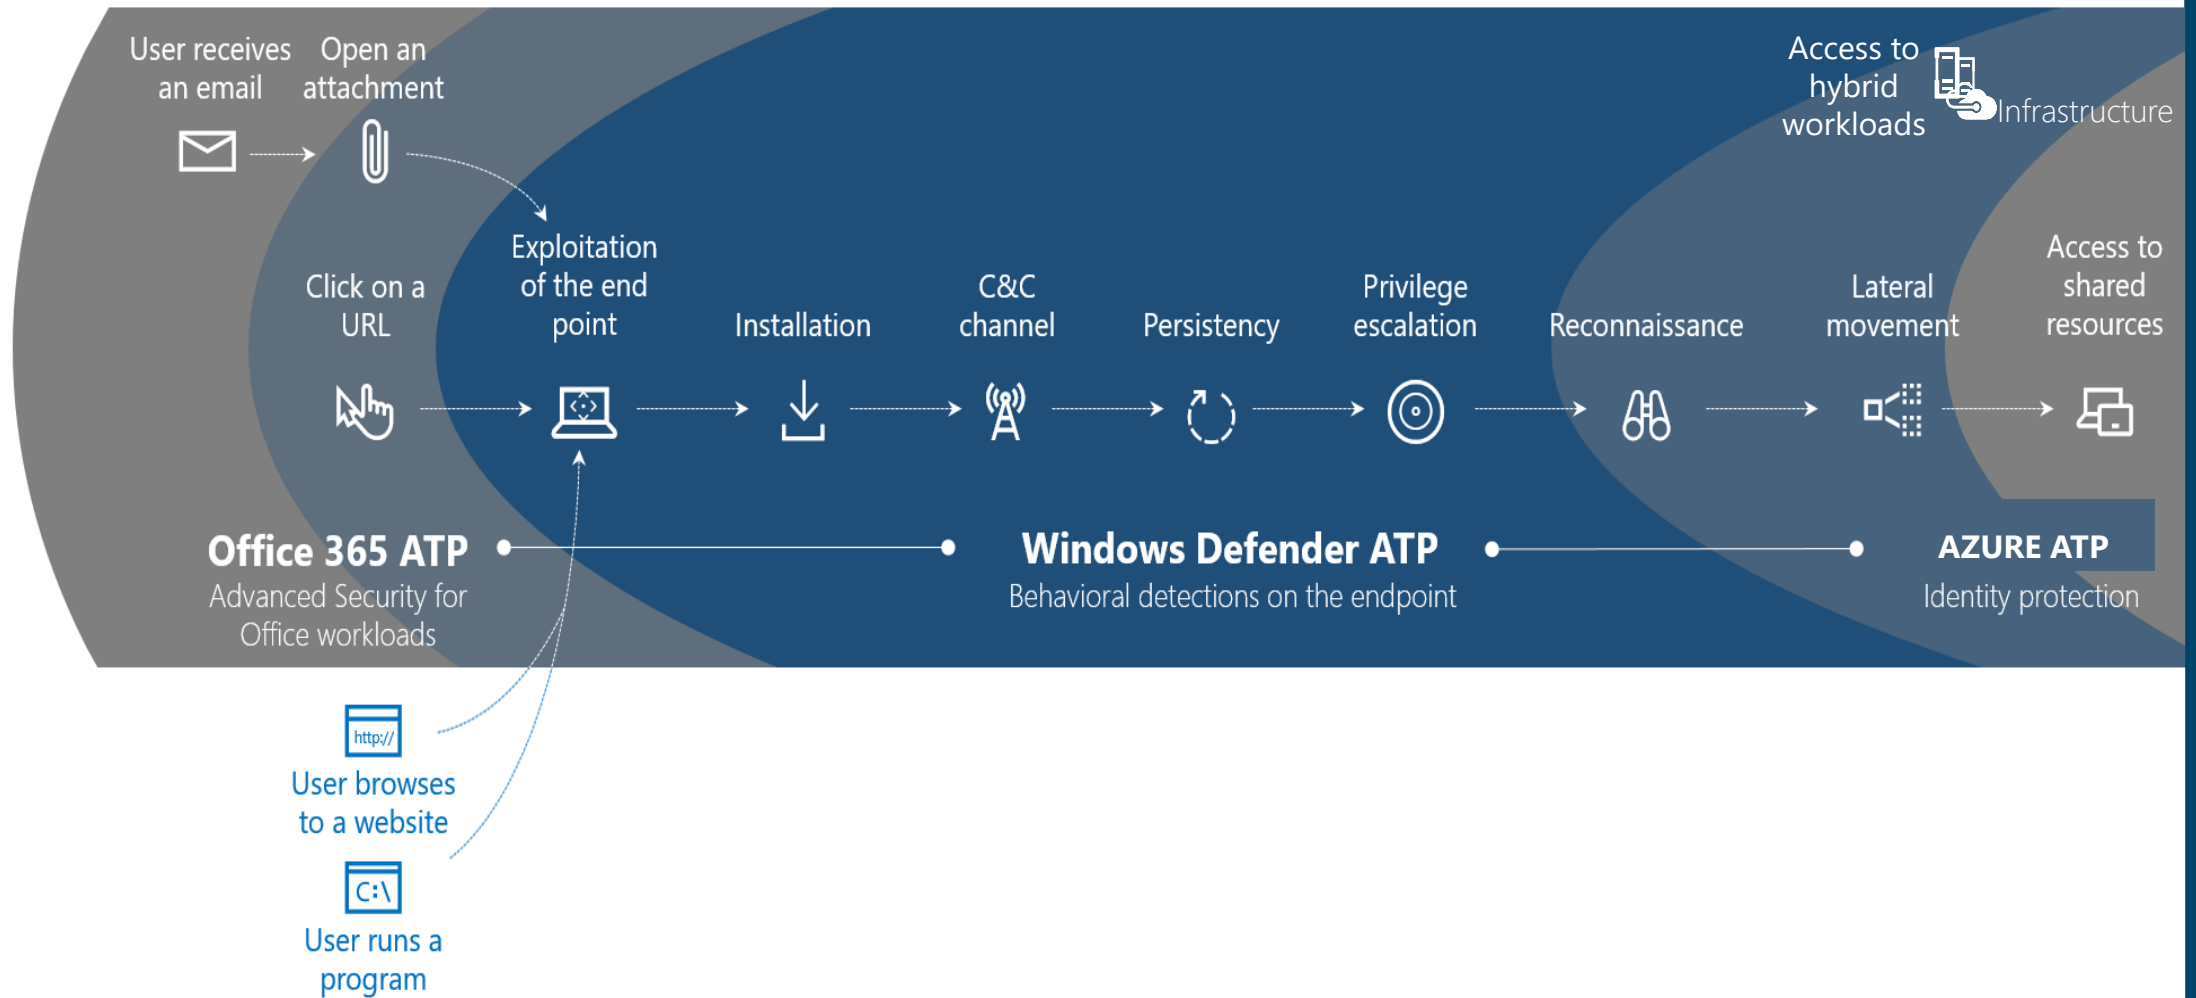 User receives
an email
Open an
attachment
Access to
hybrid
workloads
Infrastructure
Click on a
URL
Exploitation
of the end
point
Installation
C&C
channel
Persistency
Privilege
escalation
Reconnaissance
Lateral
movement
Access to
shared
resources
Office 365 ATP
Advanced Security for
Office workloads
Windows Defender ATP
Behavioral detections on the endpoint
AZURE ATP
Identity protection
http://
User browses
to a website
C:\
User runs a
program